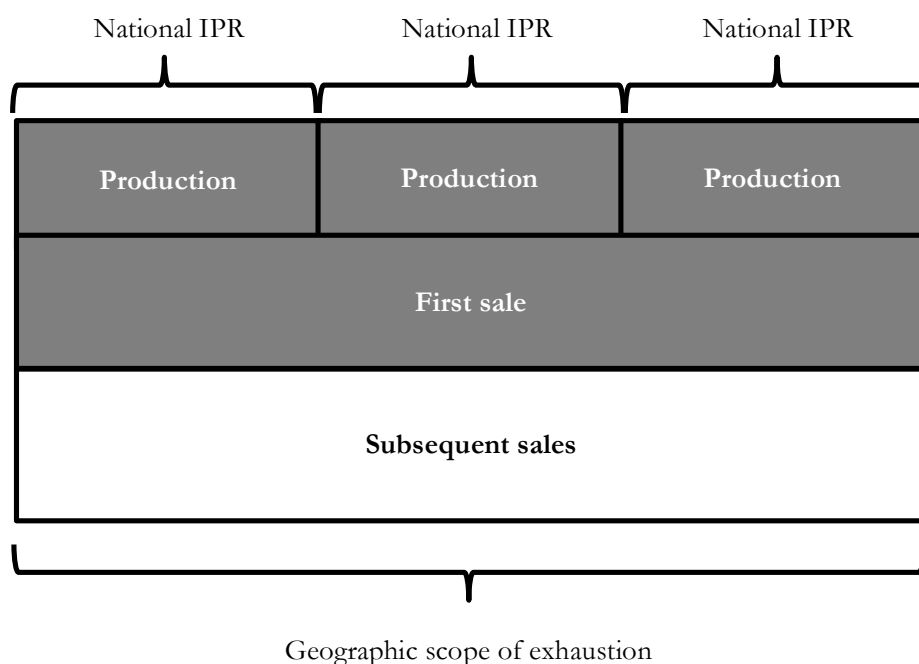 National IPR
National IPR
National IPR
Production
Production
Production
First sale
Subsequent sales
Geographic scope of exhaustion